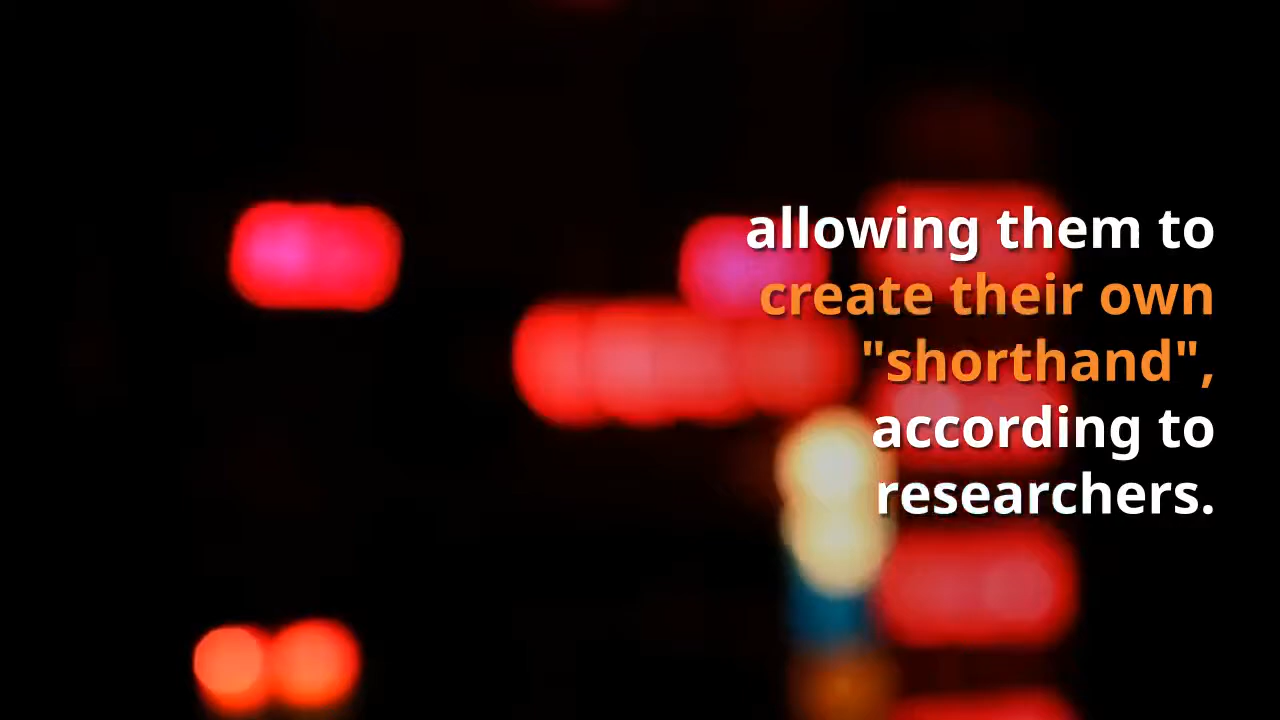 allowing them to
create their own
"shorthand",
according to
researchers.